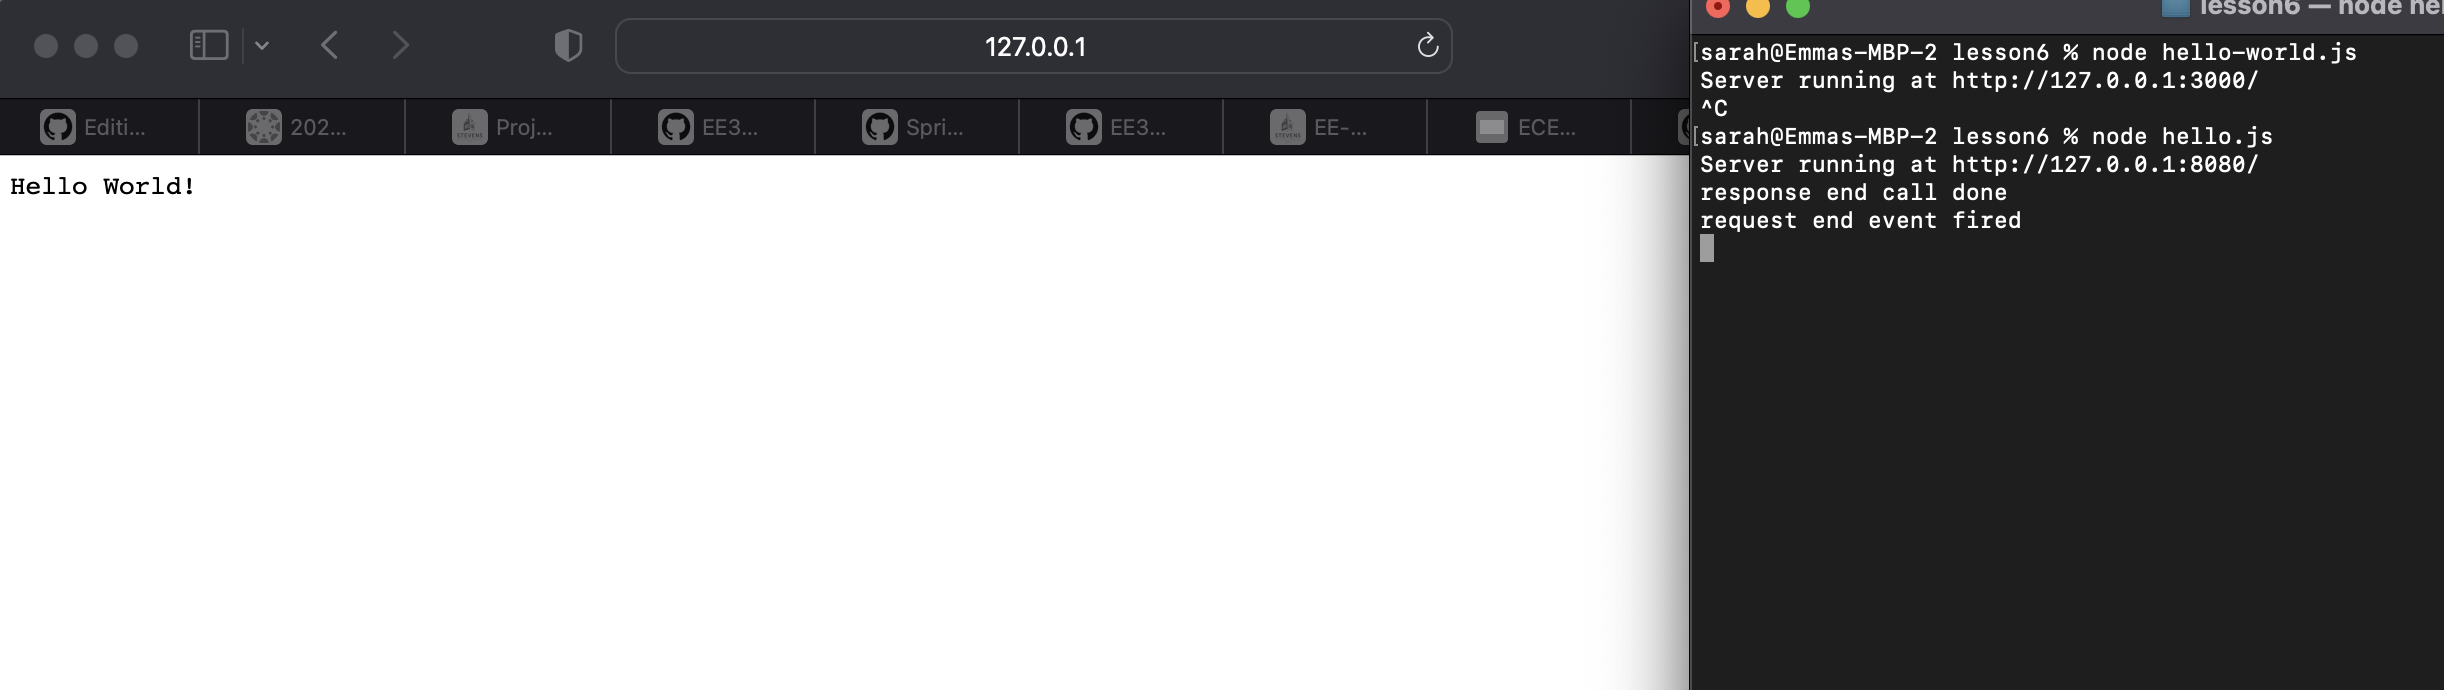 127.0.0.1
Editi...
202...
Proj...
EE3...
Spri...
EE3...
EE-...
ECE...
Hello World!
lesson6 — node hel
[sarah@Emmas-MBP-2 lesson6 % node hello-world.js
Server running at http://127.0.0.1:3000/
^C
[sarah@Emmas-MBP-2 lesson6 % node hello.js
Server running at http://127.0.0.1:8080/
response end call done
request end event fired